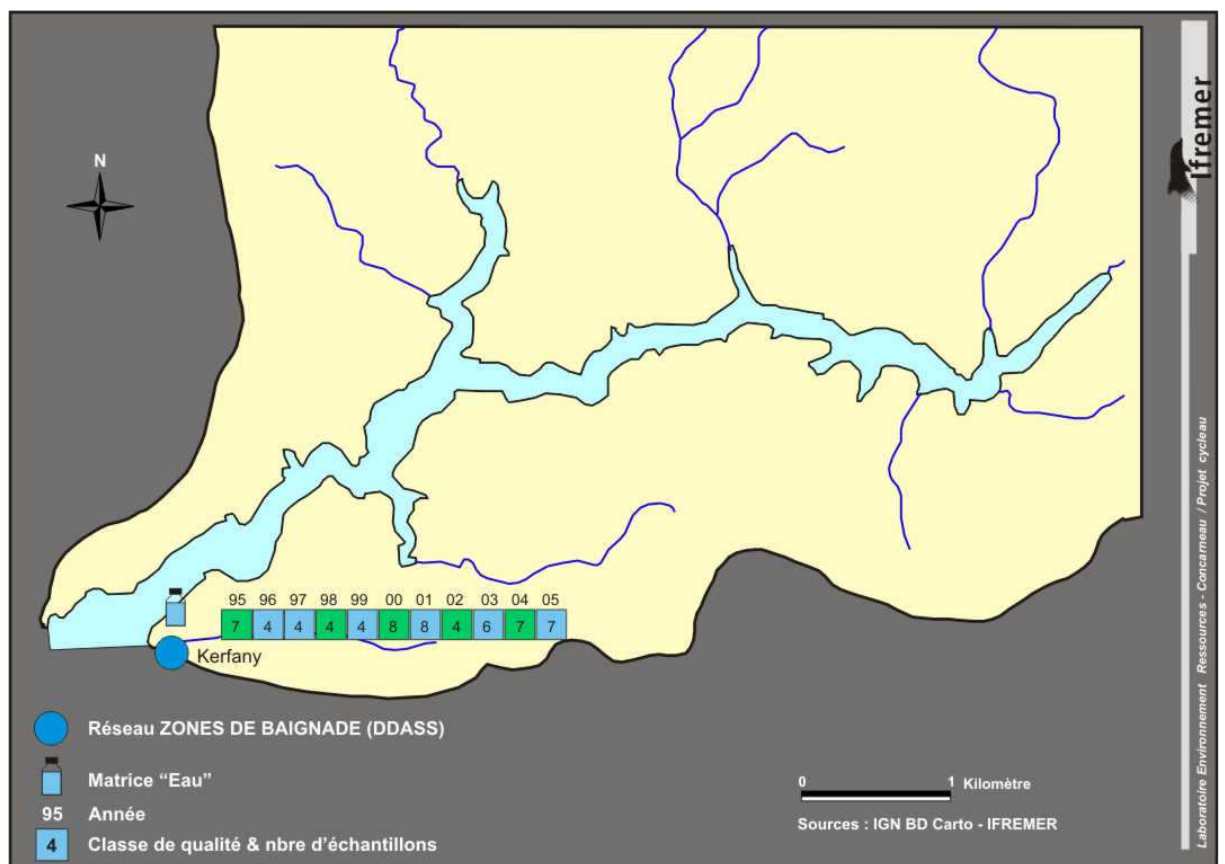 N
95 96 97 98 99 00 01 02 03 04 05
7 4 4 4 4 8 8 4 6 7 7
Kerfany
Réseau ZONES DE BAIGNADE (DDASS)
Matrice “Eau”
95 Année
4 Classe de qualité & nbre d’échantillons
0 1 Kilomètre
Sources : IGN BD Carto - IFREMER
Ifremer
Laboratoire Environnement Ressources - Concarneau / Projet cycleau